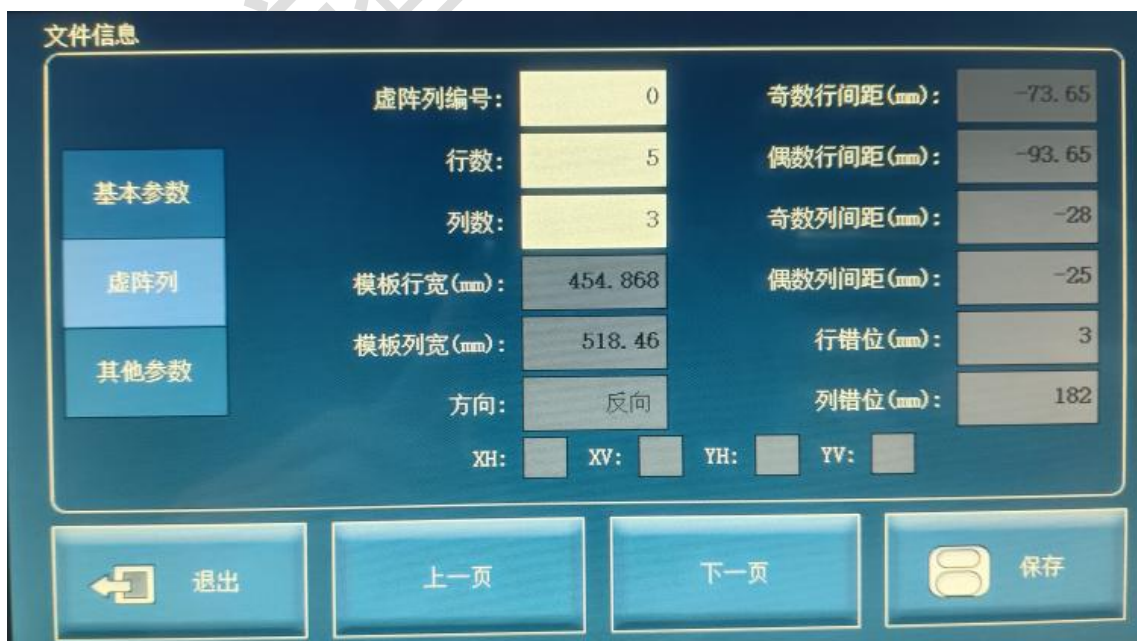 文件信息
虚阵列编号: 0 奇数行间距(mm): -73.65
行数: 5 偶数行间距(mm): -93.65
基本参数
列数: 3 奇数列间距(mm): -28
虚阵列
模板行宽(mm): 454.868 偶数列间距(mm): -25
模板列宽(mm): 518.46 行错位(mm): 3
其他参数
方向: 反向 列错位(mm): 182
XH: XV: YH: YV:
退出 上一页 下一页 保存